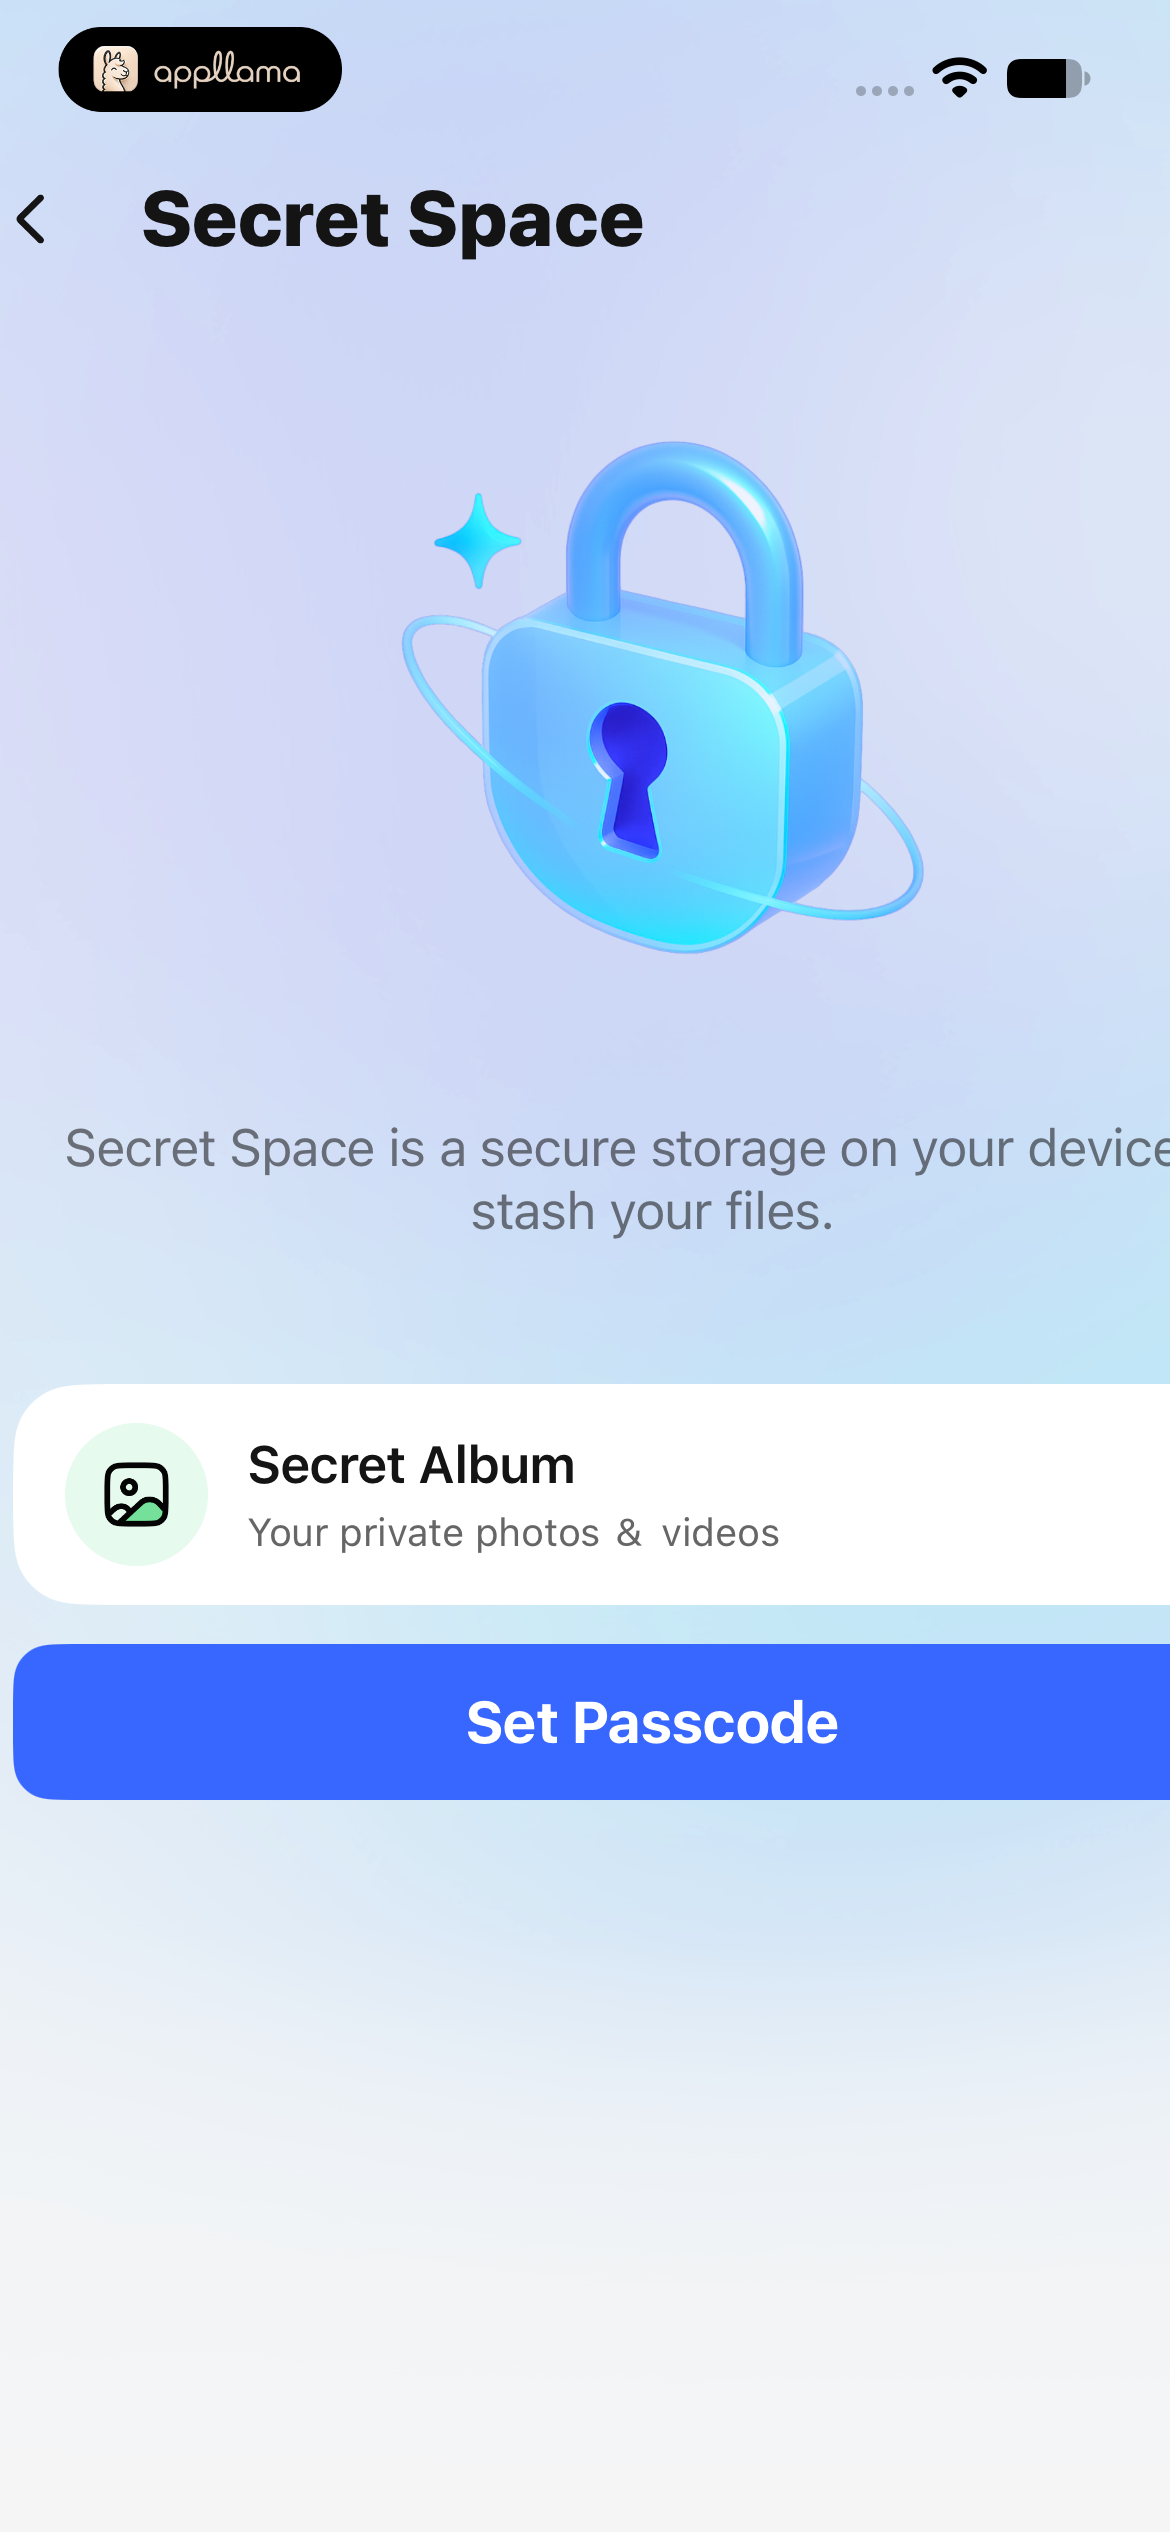 appllama
Secret Space
Secret Space is a secure storage on your device
stash your files.
Secret Album
Your private photos & videos
Set Passcode